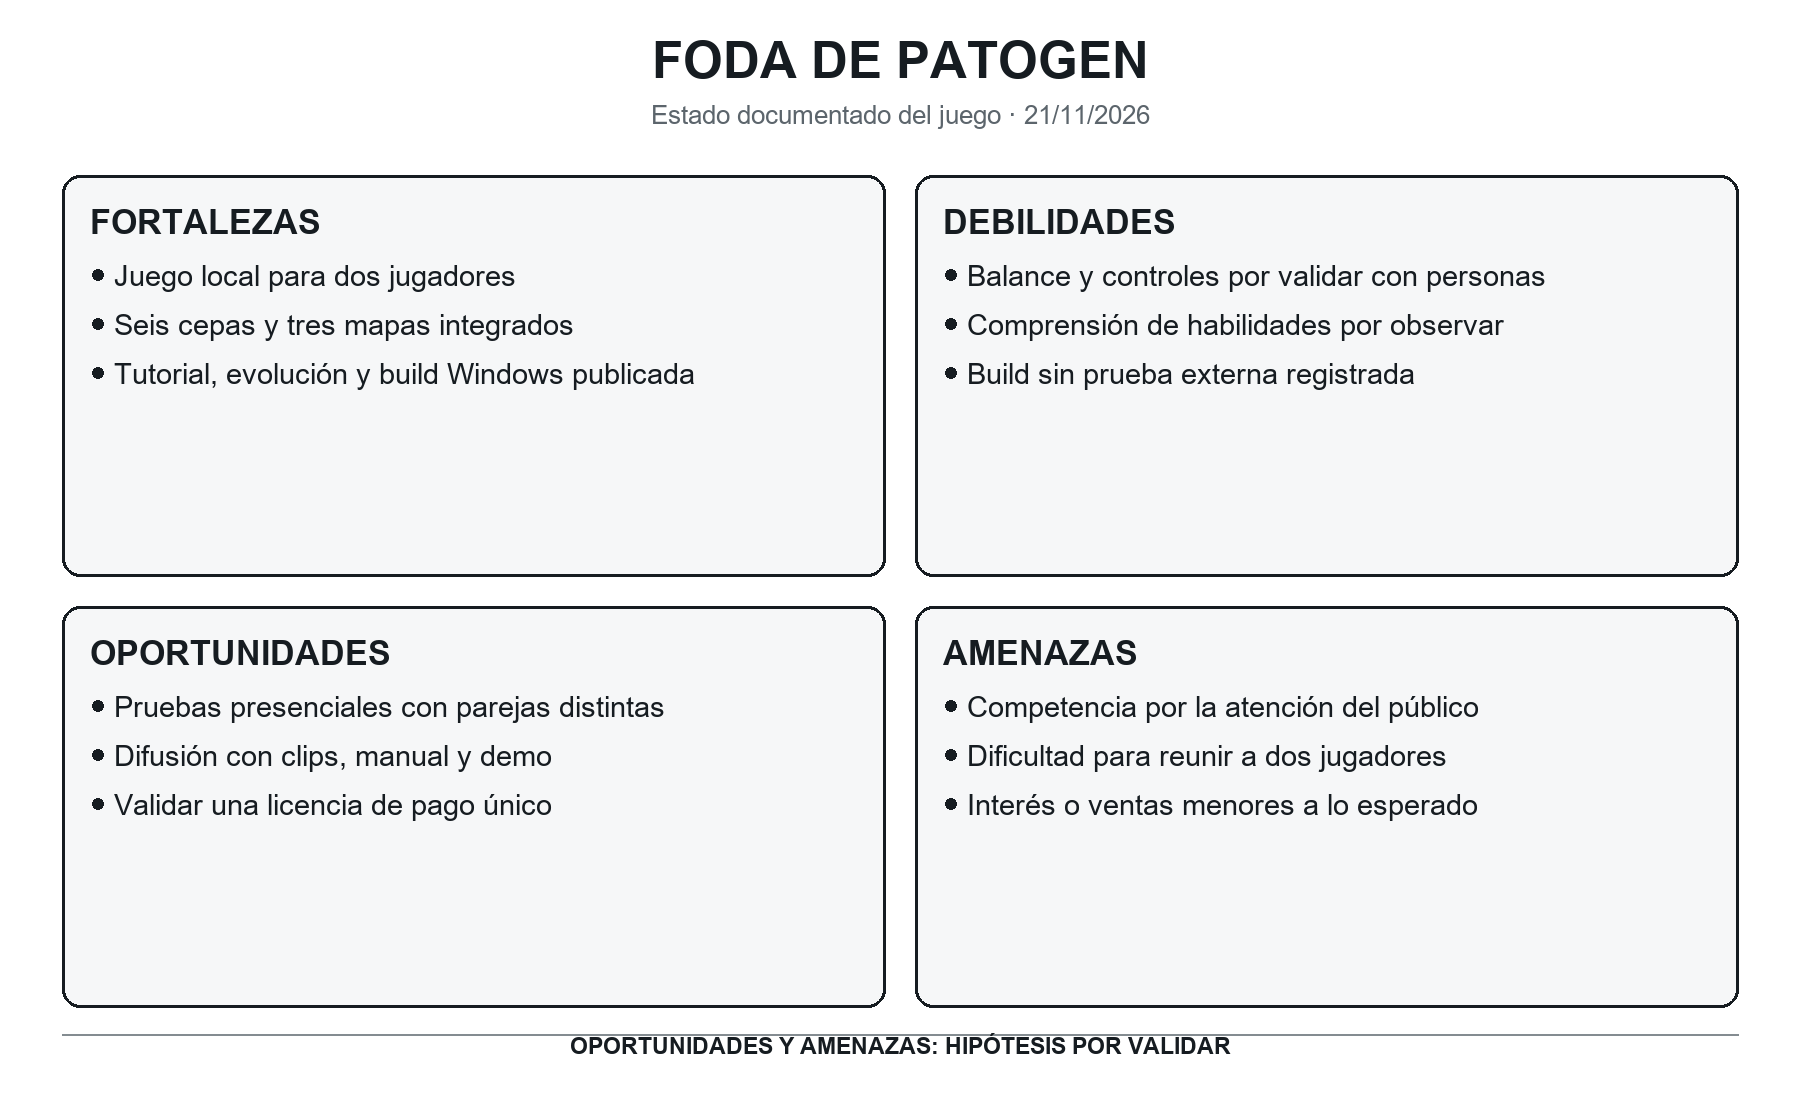 FODA DE PATOGEN
Estado documentado del juego · 21/11/2026
FORTALEZAS
• Juego local para dos jugadores
• Seis cepas y tres mapas integrados
• Tutorial, evolución y build Windows publicada
DEBILIDADES
• Balance y controles por validar con personas
• Comprensión de habilidades por observar
• Build sin prueba externa registrada
OPORTUNIDADES
• Pruebas presenciales con parejas distintas
• Difusión con clips, manual y demo
• Validar una licencia de pago único
AMENAZAS
• Competencia por la atención del público
• Dificultad para reunir a dos jugadores
• Interés o ventas menores a lo esperado
OPORTUNIDADES Y AMENAZAS: HIPÓTESIS POR VALIDAR